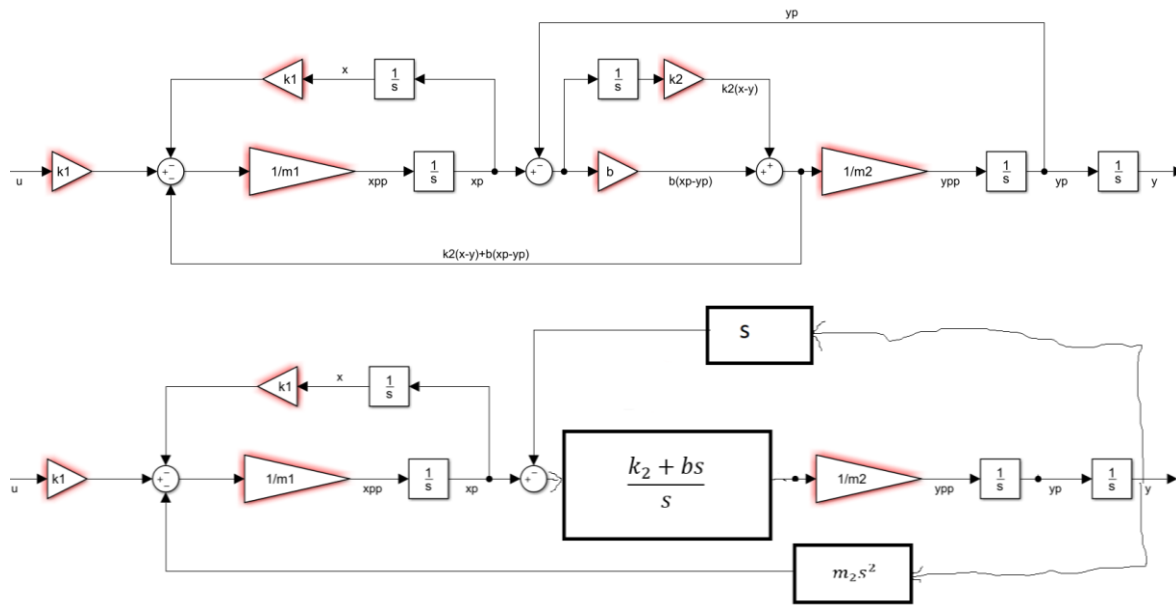 yp
k1
x
1/s
1/s
k2
k2(x-y)
u
k1
1/m1
xpp
1/s
xp
b
b(xp-yp)
1/m2
ypp
1/s
yp
1/s
y
k2(x-y)+b(xp-yp)
s
k1
x
1/s
u
k1
1/m1
xpp
1/s
xp
k₂ + bs
s
1/m2
ypp
1/s
yp
1/s
y
m₂s²